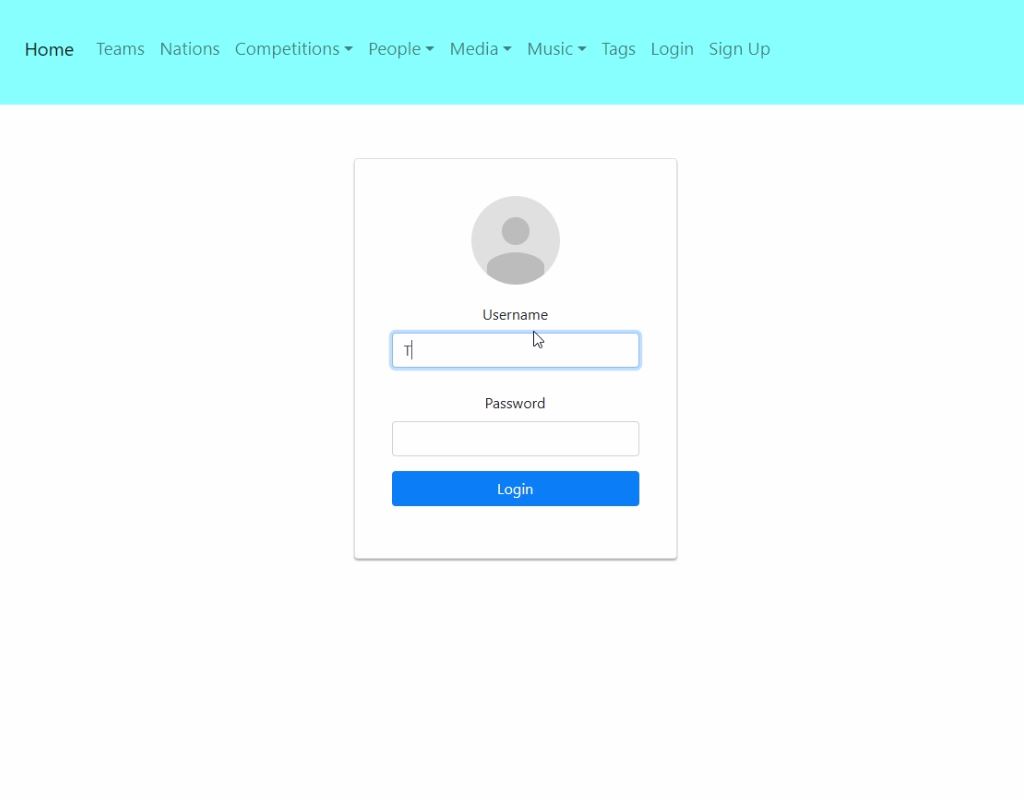 Home Teams Nations Competitions People Media Music Tags Login Sign Up
Username
T
Password
Login